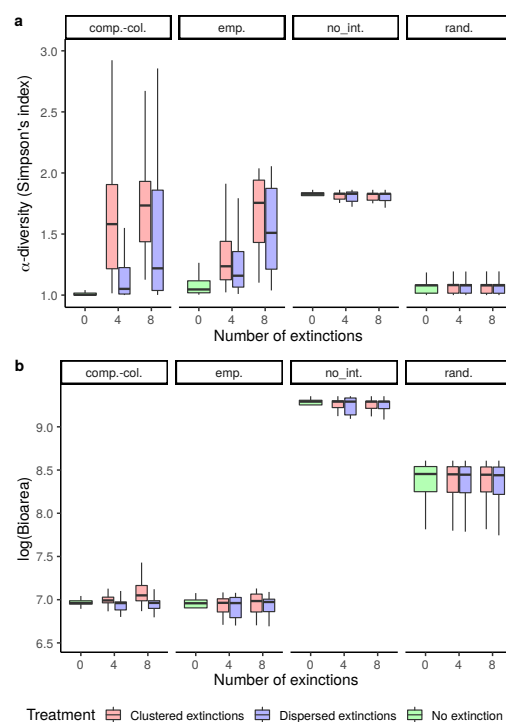 a
comp.-col. emp. no_int. rand.
3.0
2.5
2.0
1.5
1.0
α-diversity (Simpson's index)
0 4 8 0 4 8 0 4 8 0 4 8
Number of extinctions
b
comp.-col. emp. no_int. rand.
9.0
8.5
8.0
7.5
7.0
6.5
log(Bioarea)
0 4 8 0 4 8 0 4 8 0 4 8
Number of extinctions
Treatment Clustered extinctions Dispersed extinctions No extinction